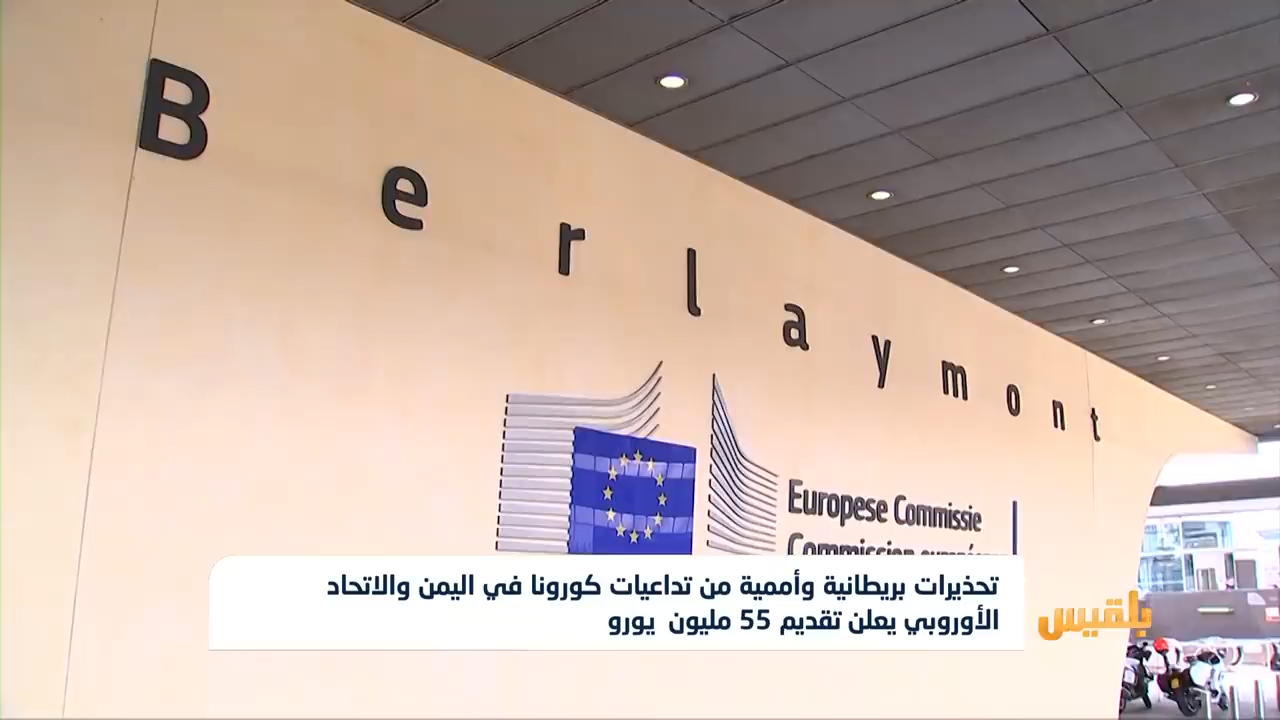 Berlaymont
Europese Commissie
Commission
تحذيرات بريطانية وأممية من تداعيات كورونا في اليمن والاتحاد
الأوروبي يعلن تقديم 55 مليون يورو
بلقيس